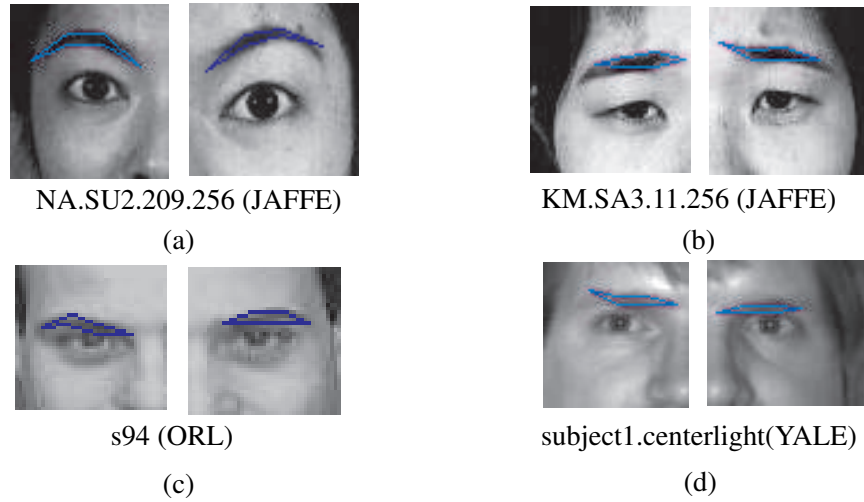 NA.SU2.209.256 (JAFFE)
(a)
KM.SA3.11.256 (JAFFE)
(b)
s94 (ORL)
(c)
subject1.centerlight(YALE)
(d)